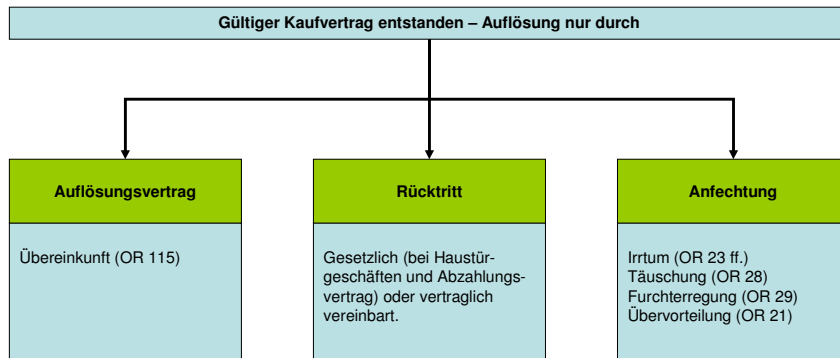 Gültiger Kaufvertrag entstanden – Auflösung nur durch
Auflösungsvertrag
Übereinkunft (OR 115)
Rücktritt
Gesetzlich (bei Haustür-
geschäften und Abzahlungs-
vertrag) oder vertraglich
vereinbart.
Anfechtung
Irrtum (OR 23 ff.)
Täuschung (OR 28)
Furchterregung (OR 29)
Übervorteilung (OR 21)